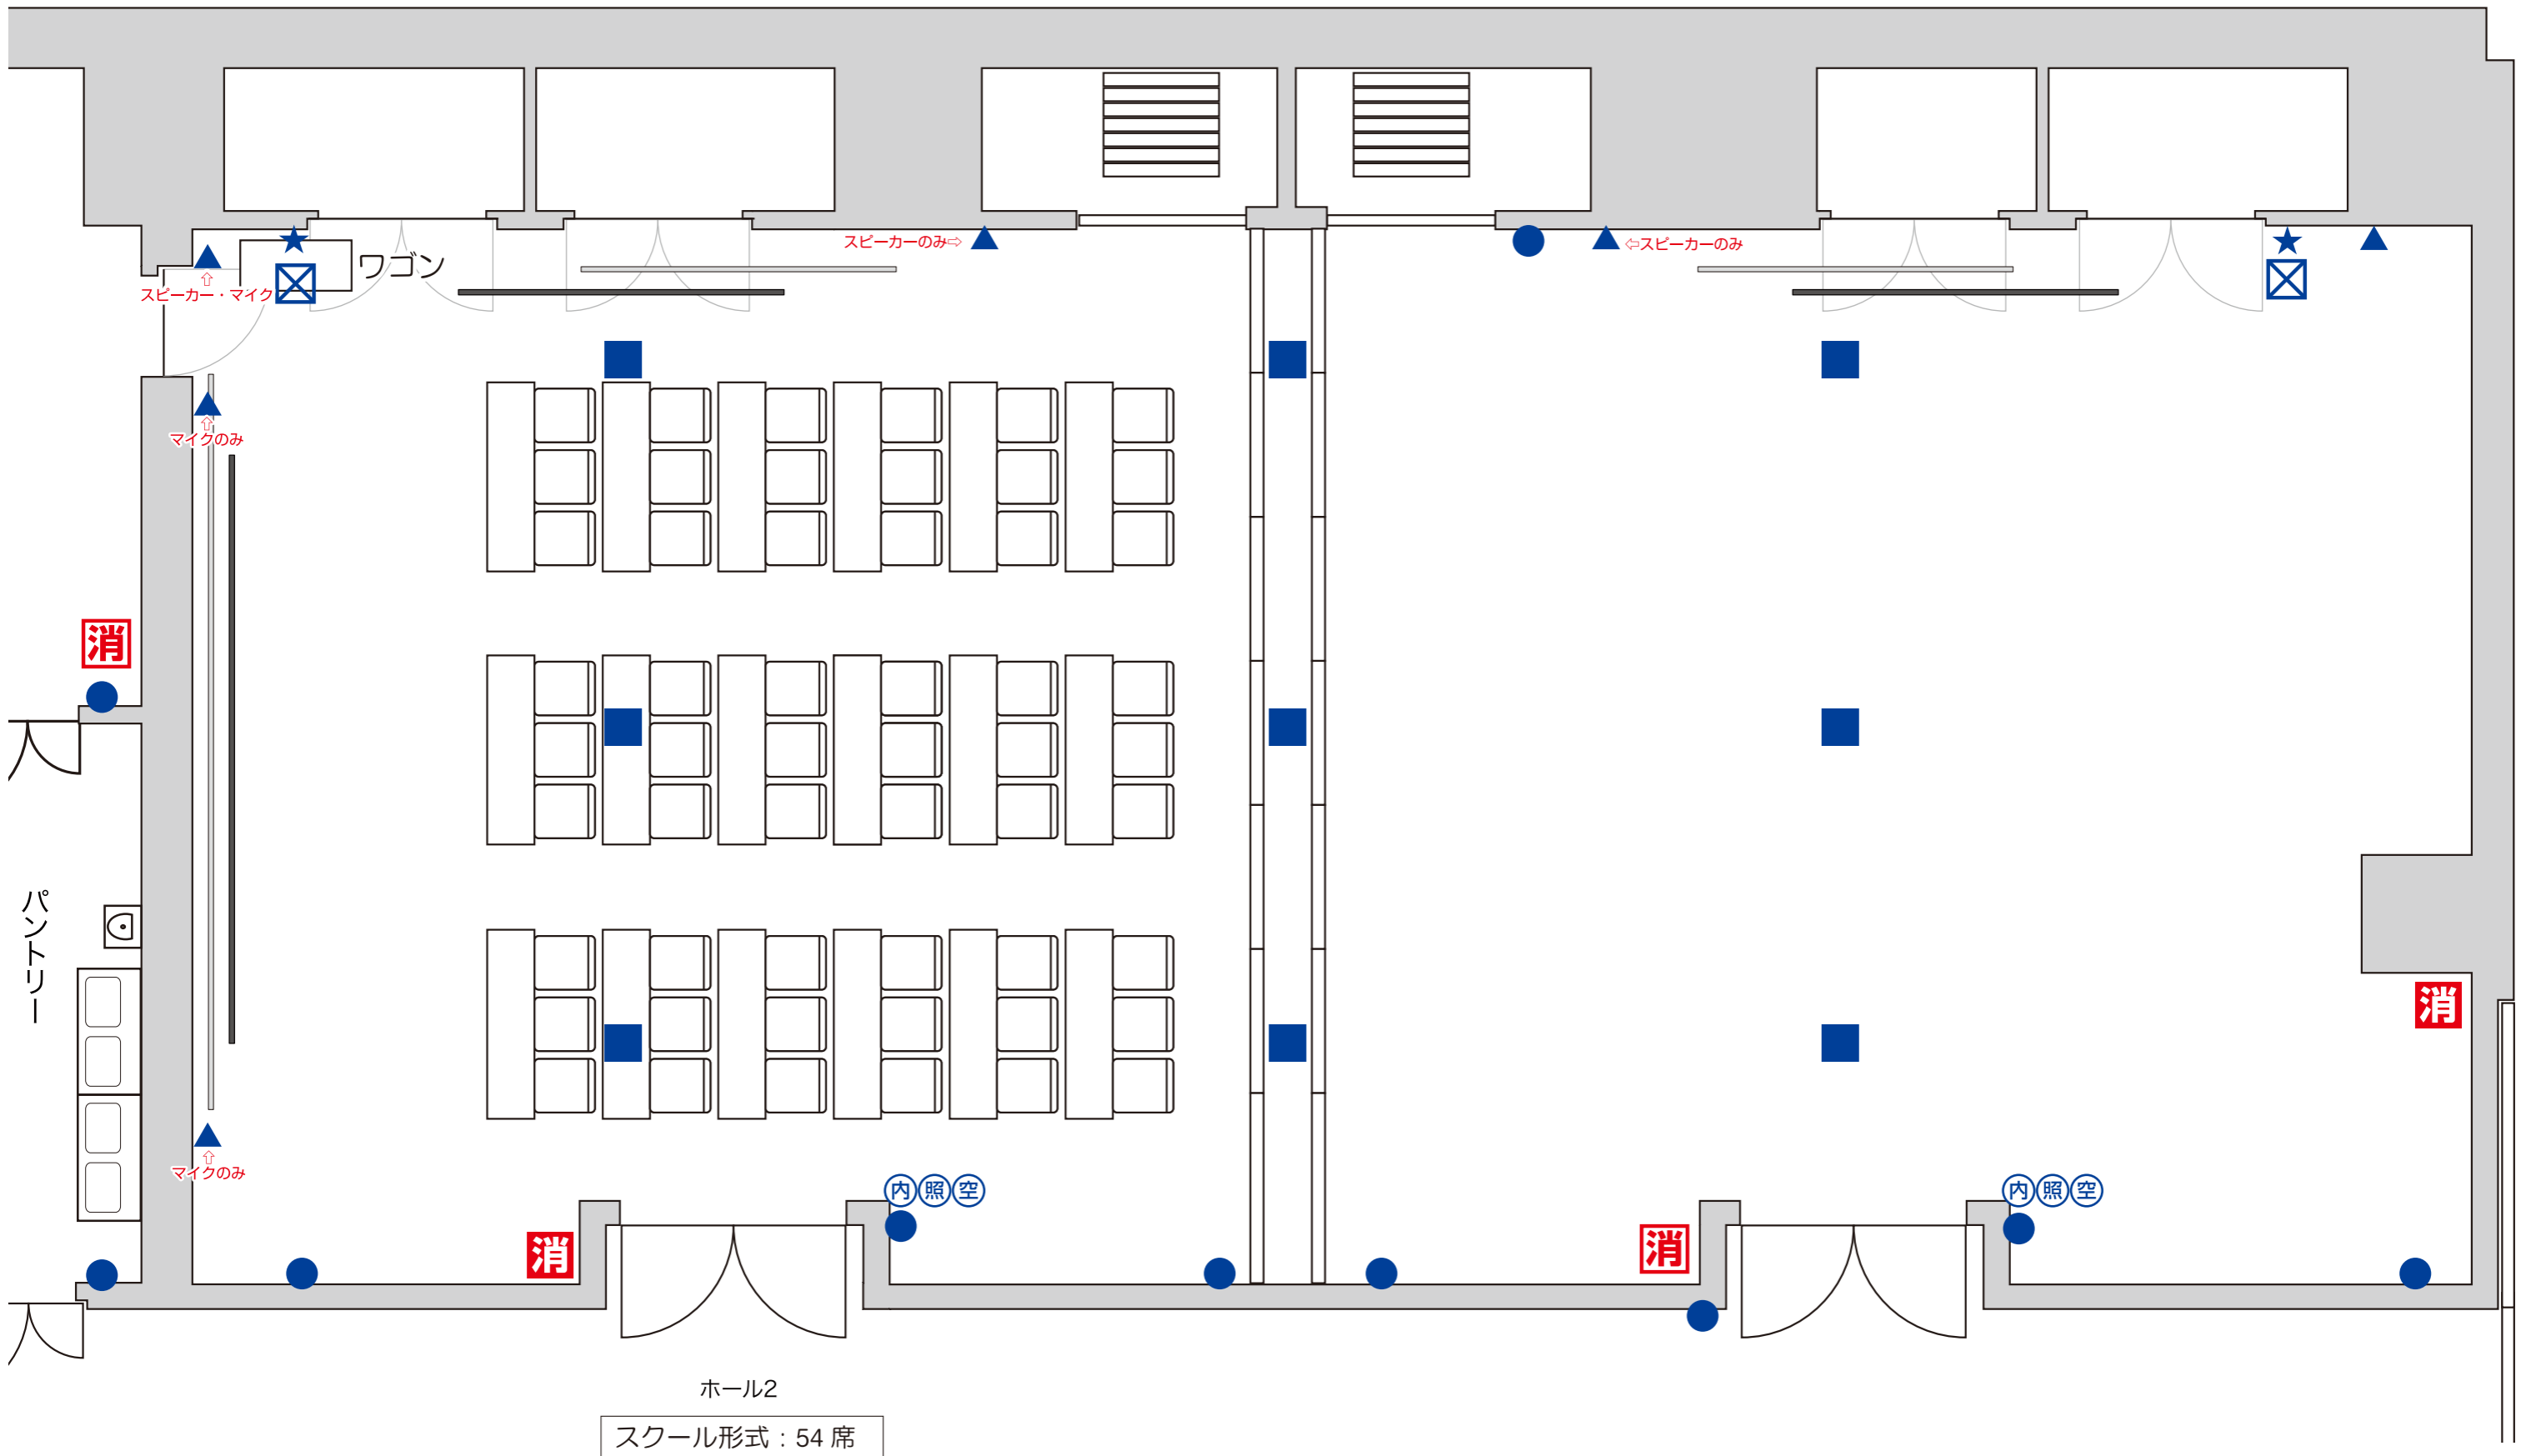 スピーカーのみ⇨
⇦スピーカーのみ
ワゴン
⇧
スピーカー・マイク
⇧
マイクのみ
消
パントリー
消
⇧
マイクのみ
内照空
内照空
消
消
ホール2
スクール形式：54 席